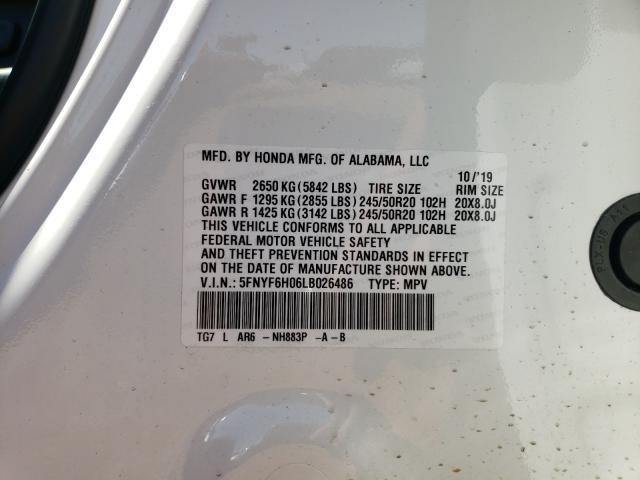 MFD. BY HONDA MFG. OF ALABAMA, LLC
10/'19
GVWR 2650 KG (5842 LBS) TIRE SIZE RIM SIZE
GAWR F 1295 KG (2855 LBS) 245/50R20 102H 20X8.0J
GAWR R 1425 KG (3142 LBS) 245/50R20 102H 20X8.0J
THIS VEHICLE CONFORMS TO ALL APPLICABLE
FEDERAL MOTOR VEHICLE SAFETY
AND THEFT PREVENTION STANDARDS IN EFFECT
ON THE DATE OF MANUFACTURE SHOWN ABOVE.
V.I.N.: 5FNYF6H06LB026486 TYPE: MPV
TG7 L AR6 -NH883P -A-B